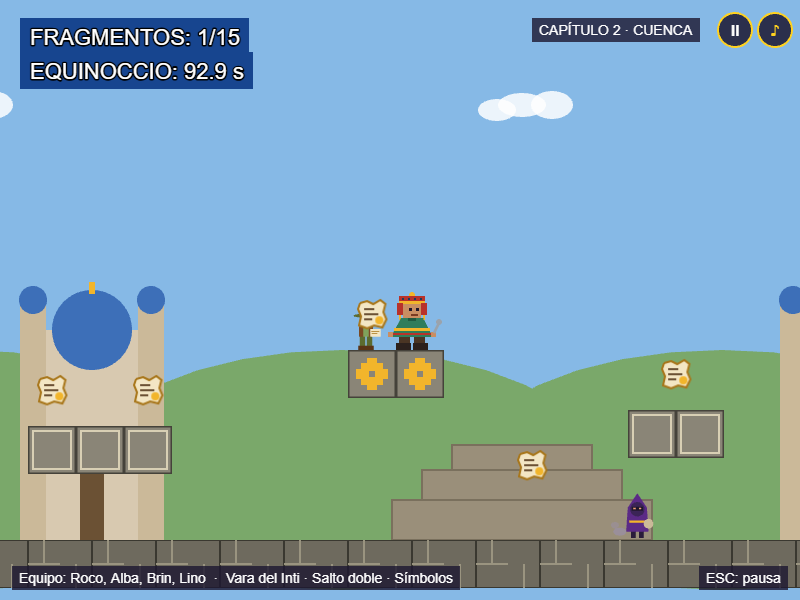 FRAGMENTOS: 1/15
EQUINOCCIO: 92.9 s
CAPÍTULO 2 · CUENCA
Equipo: Roco, Alba, Brin, Lino · Vara del Inti · Salto doble · Símbolos
ESC: pausa